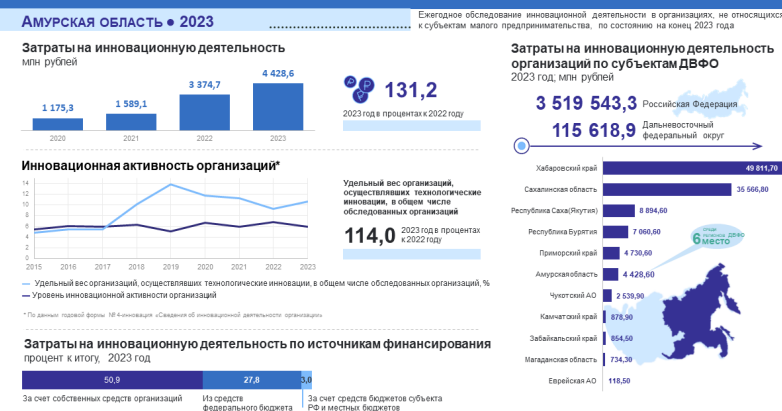 АМУРСКАЯ ОБЛАСТЬ ● 2023
Ежегодное обследование инновационной деятельности в организациях, не относящихся
к субъектам малого предпринимательства, по состоянию на конец 2023 года
Затраты на инновационную деятельность
млн рублей
1 175,3
1 589,1
3 374,7
4 428,6
2020
2021
2022
2023
131,2
2023 год в процентах к 2022 году
Инновационная активность организаций*
14
12
10
8
6
4
2
0
2015
2016
2017
2018
2019
2020
2021
2022
2023
Удельный вес организаций, осуществлявших технологические инновации, в общем числе обследованных организаций, %
Уровень инновационной активности организаций
* По данным годовой формы № 4-инновация «Сведения об инновационной деятельности организации»
Удельный вес организаций,
осуществлявших технологические
инновации, в общем числе
обследованных организаций
114,0
2023 год в процентах
к 2022 году
Затраты на инновационную деятельность по источникам финансирования
процент к итогу, 2023 год
50,9
27,8
3,0
За счет собственных средств организаций
Из средств
федерального бюджета
За счет средств бюджетов субъекта
РФ и местных бюджетов
Затраты на инновационную деятельность
организаций по субъектам ДВФО
2023 год; млн рублей
3 519 543,3
Российская Федерация
115 618,9
Дальневосточный
федеральный округ
Хабаровский край
49 811,70
Сахалинская область
35 566,80
Республика Саха(Якутия)
8 894,60
Республика Бурятия
7 060,60
Приморский край
4 730,60
Амурская область
4 428,60
Чукотский АО
2 539,90
Камчатский край
878,90
Забайкальский край
854,50
Магаданская область
734,30
Еврейская АО
118,50
6
место
среди
регионов ДВФО